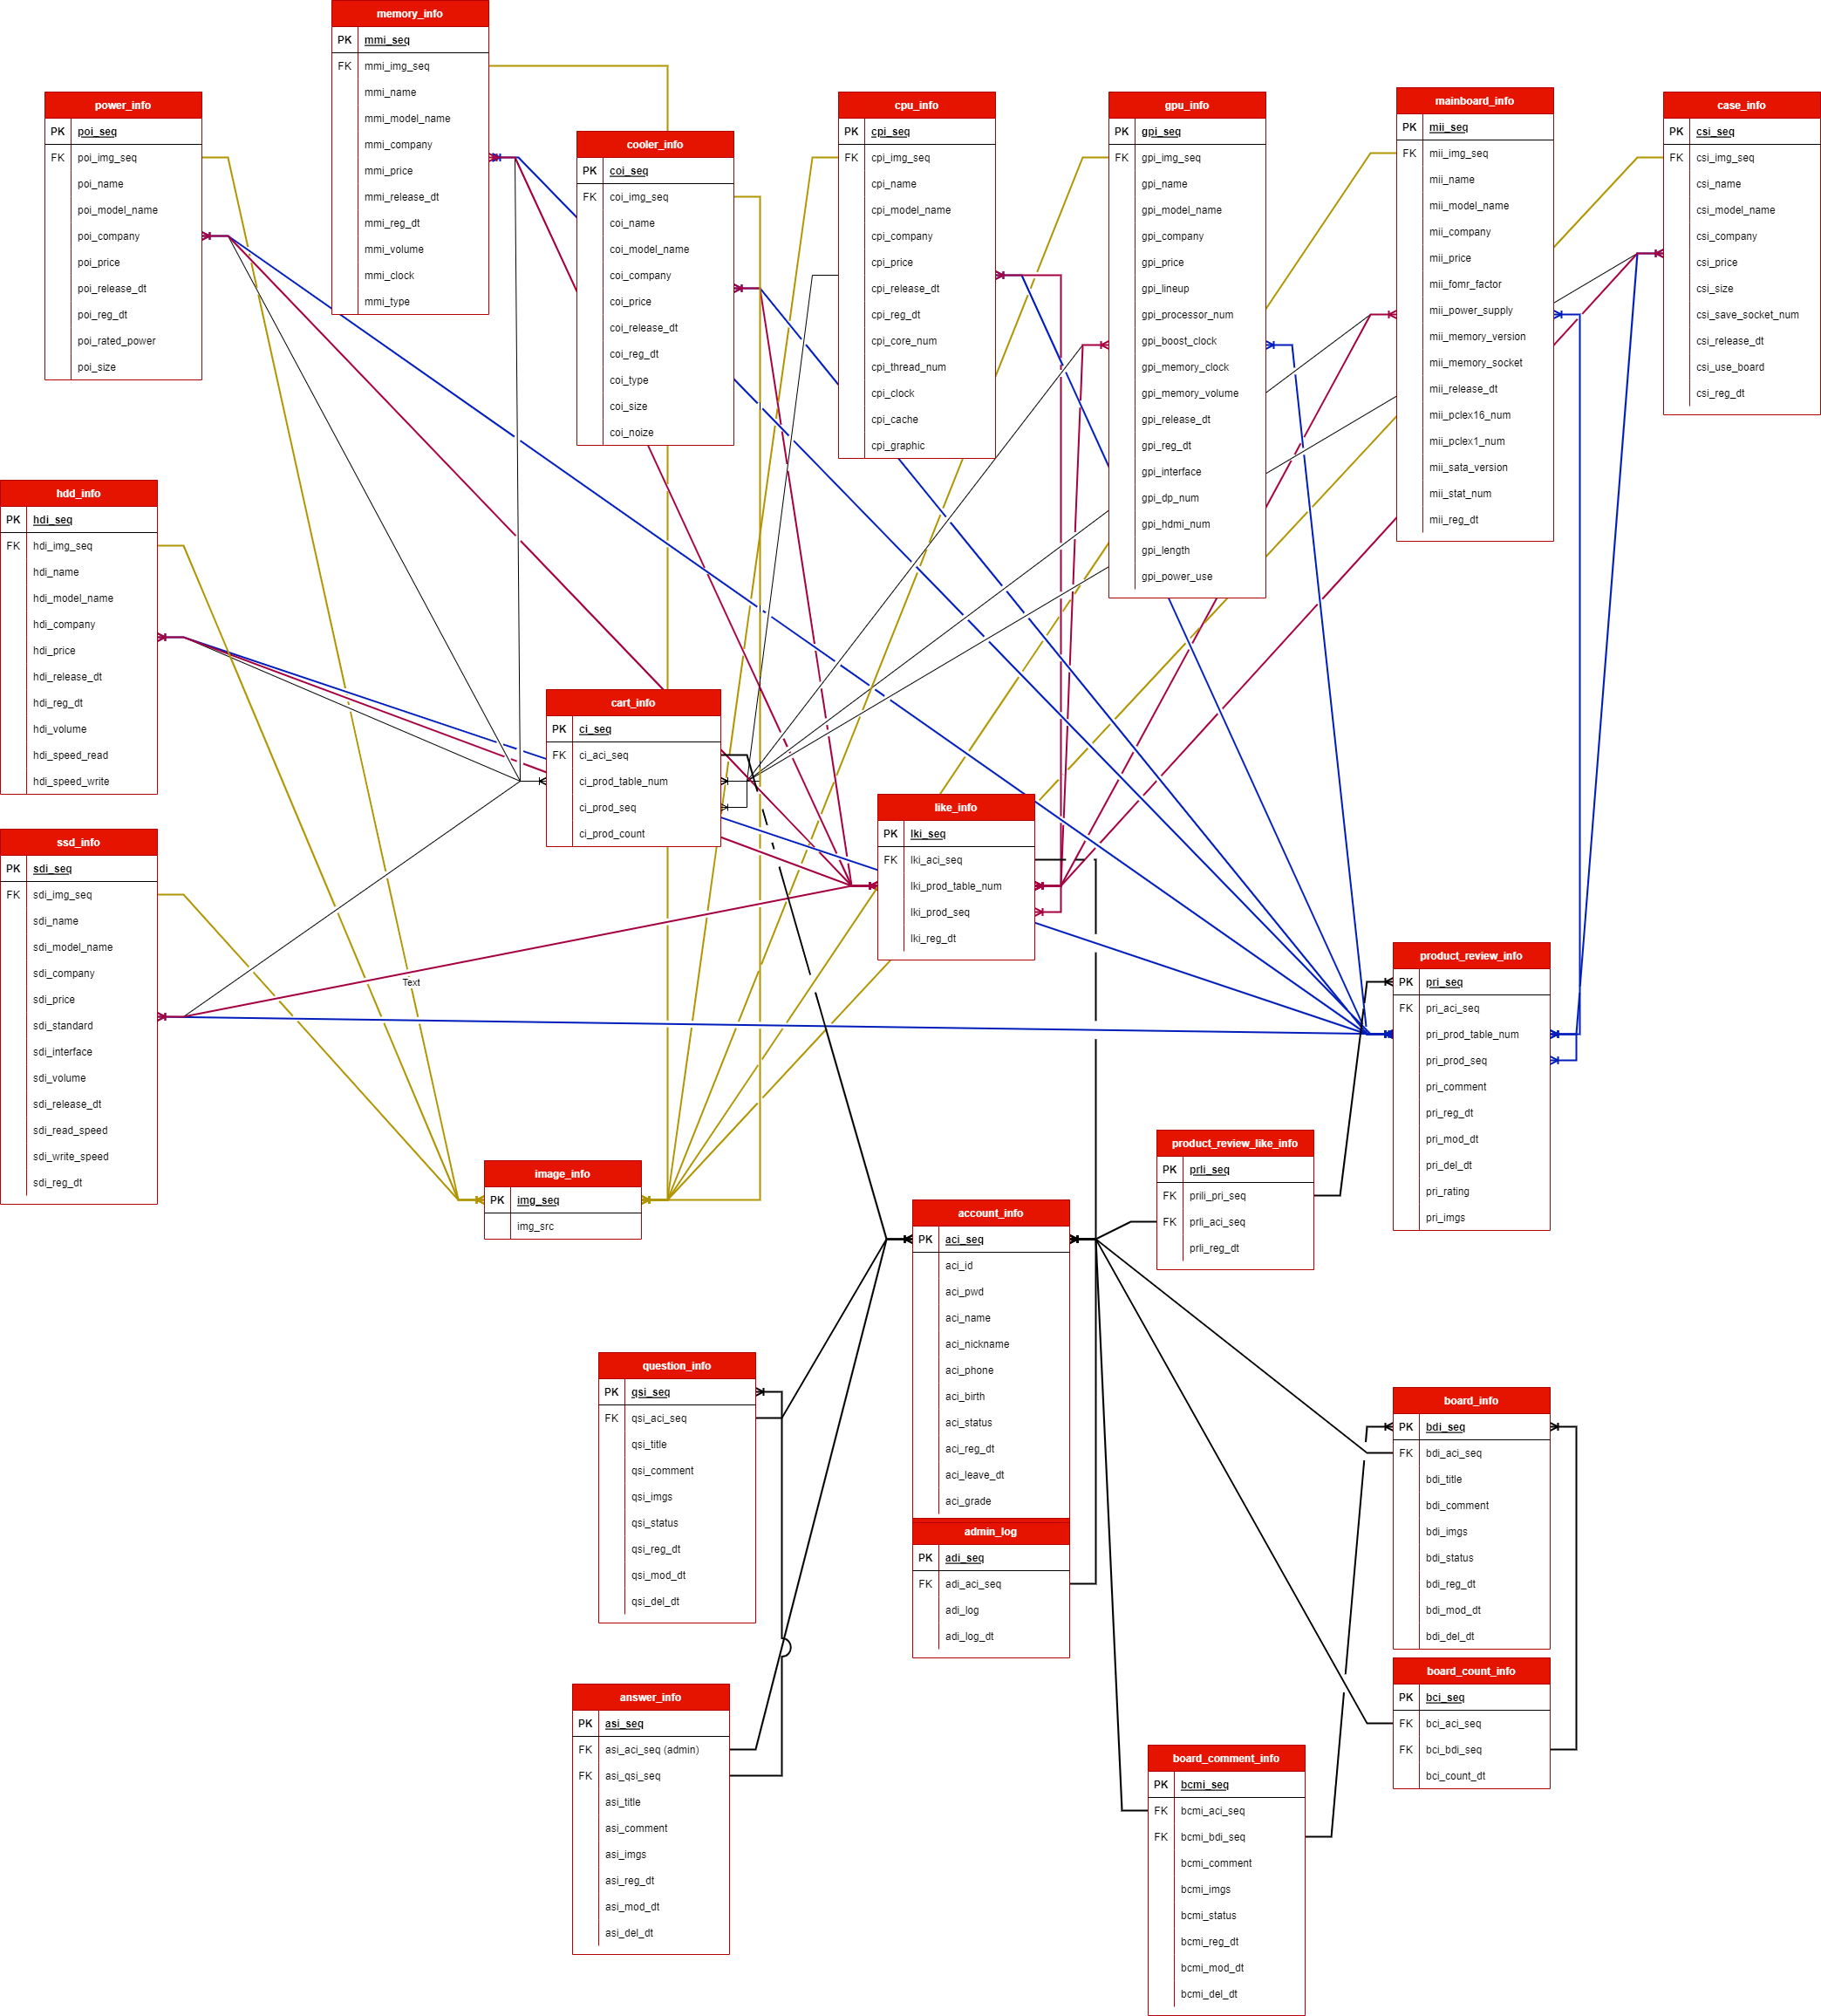 memory_info
PK mmi_seq
FK mmi_img_seq
mmi_name
mmi_model_name
mmi_company
mmi_price
mmi_release_dt
mmi_reg_dt
mmi_volume
mmi_clock
mmi_type
power_info
PK poi_seq
FK poi_img_seq
poi_name
poi_model_name
poi_company
poi_price
poi_release_dt
poi_reg_dt
poi_rated_power
poi_size
cooler_info
PK coi_seq
FK coi_img_seq
coi_name
coi_model_name
coi_company
coi_price
coi_release_dt
coi_reg_dt
coi_type
coi_size
coi_noize
cpu_info
PK cpi_seq
FK cpi_img_seq
cpi_name
cpi_model_name
cpi_company
cpi_price
cpi_release_dt
cpi_reg_dt
cpi_core_num
cpi_thread_num
cpi_clock
cpi_cache
cpi_graphic
gpu_info
PK gpi_seq
FK gpi_img_seq
gpi_name
gpi_model_name
gpi_company
gpi_price
gpi_lineup
gpi_processor_num
gpi_boost_clock
gpi_memory_clock
gpi_memory_volume
gpi_release_dt
gpi_reg_dt
gpi_interface
gpi_dp_num
gpi_hdmi_num
gpi_length
gpi_power_use
mainboard_info
PK mii_seq
FK mii_img_seq
mii_name
mii_model_name
mii_company
mii_price
mii_fomr_factor
mii_power_supply
mii_memory_version
mii_memory_socket
mii_release_dt
mii_pclex16_num
mii_pclex1_num
mii_sata_version
mii_stat_num
mii_reg_dt
case_info
PK csi_seq
FK csi_img_seq
csi_name
csi_model_name
csi_company
csi_price
csi_size
csi_save_socket_num
csi_release_dt
csi_use_board
csi_reg_dt
hdd_info
PK hdi_seq
FK hdi_img_seq
hdi_name
hdi_model_name
hdi_company
hdi_price
hdi_release_dt
hdi_reg_dt
hdi_volume
hdi_speed_read
hdi_speed_write
cart_info
PK ci_seq
FK ci_aci_seq
ci_prod_table_num
ci_prod_seq
ci_prod_count
like_info
PK lki_seq
FK lki_aci_seq
lki_prod_table_num
lki_prod_seq
lki_reg_dt
ssd_info
PK sdi_seq
FK sdi_img_seq
sdi_name
sdi_model_name
sdi_company
sdi_price
sdi_standard
sdi_interface
sdi_volume
sdi_release_dt
sdi_read_speed
sdi_write_speed
sdi_reg_dt
Text
product_review_info
PK pri_seq
FK pri_aci_seq
pri_prod_table_num
pri_prod_seq
pri_comment
pri_reg_dt
pri_mod_dt
pri_del_dt
pri_rating
pri_imgs
image_info
PK img_seq
img_src
product_review_like_info
PK prli_seq
FK prili_pri_seq
FK prli_aci_seq
prli_reg_dt
account_info
PK aci_seq
aci_id
aci_pwd
aci_name
aci_nickname
aci_phone
aci_birth
aci_status
aci_reg_dt
aci_leave_dt
aci_grade
admin_log
PK adi_seq
FK adi_aci_seq
adi_log
adi_log_dt
question_info
PK qsi_seq
FK qsi_aci_seq
qsi_title
qsi_comment
qsi_imgs
qsi_status
qsi_reg_dt
qsi_mod_dt
qsi_del_dt
board_info
PK bdi_seq
FK bdi_aci_seq
bdi_title
bdi_comment
bdi_imgs
bdi_status
bdi_reg_dt
bdi_mod_dt
bdi_del_dt
board_count_info
PK bci_seq
FK bci_aci_seq
FK bci_bdi_seq
bci_count_dt
answer_info
PK asi_seq
FK asi_aci_seq (admin)
FK asi_qsi_seq
asi_title
asi_comment
asi_imgs
asi_reg_dt
asi_mod_dt
asi_del_dt
board_comment_info
PK bcmi_seq
FK bcmi_aci_seq
FK bcmi_bdi_seq
bcmi_comment
bcmi_imgs
bcmi_status
bcmi_reg_dt
bcmi_mod_dt
bcmi_del_dt